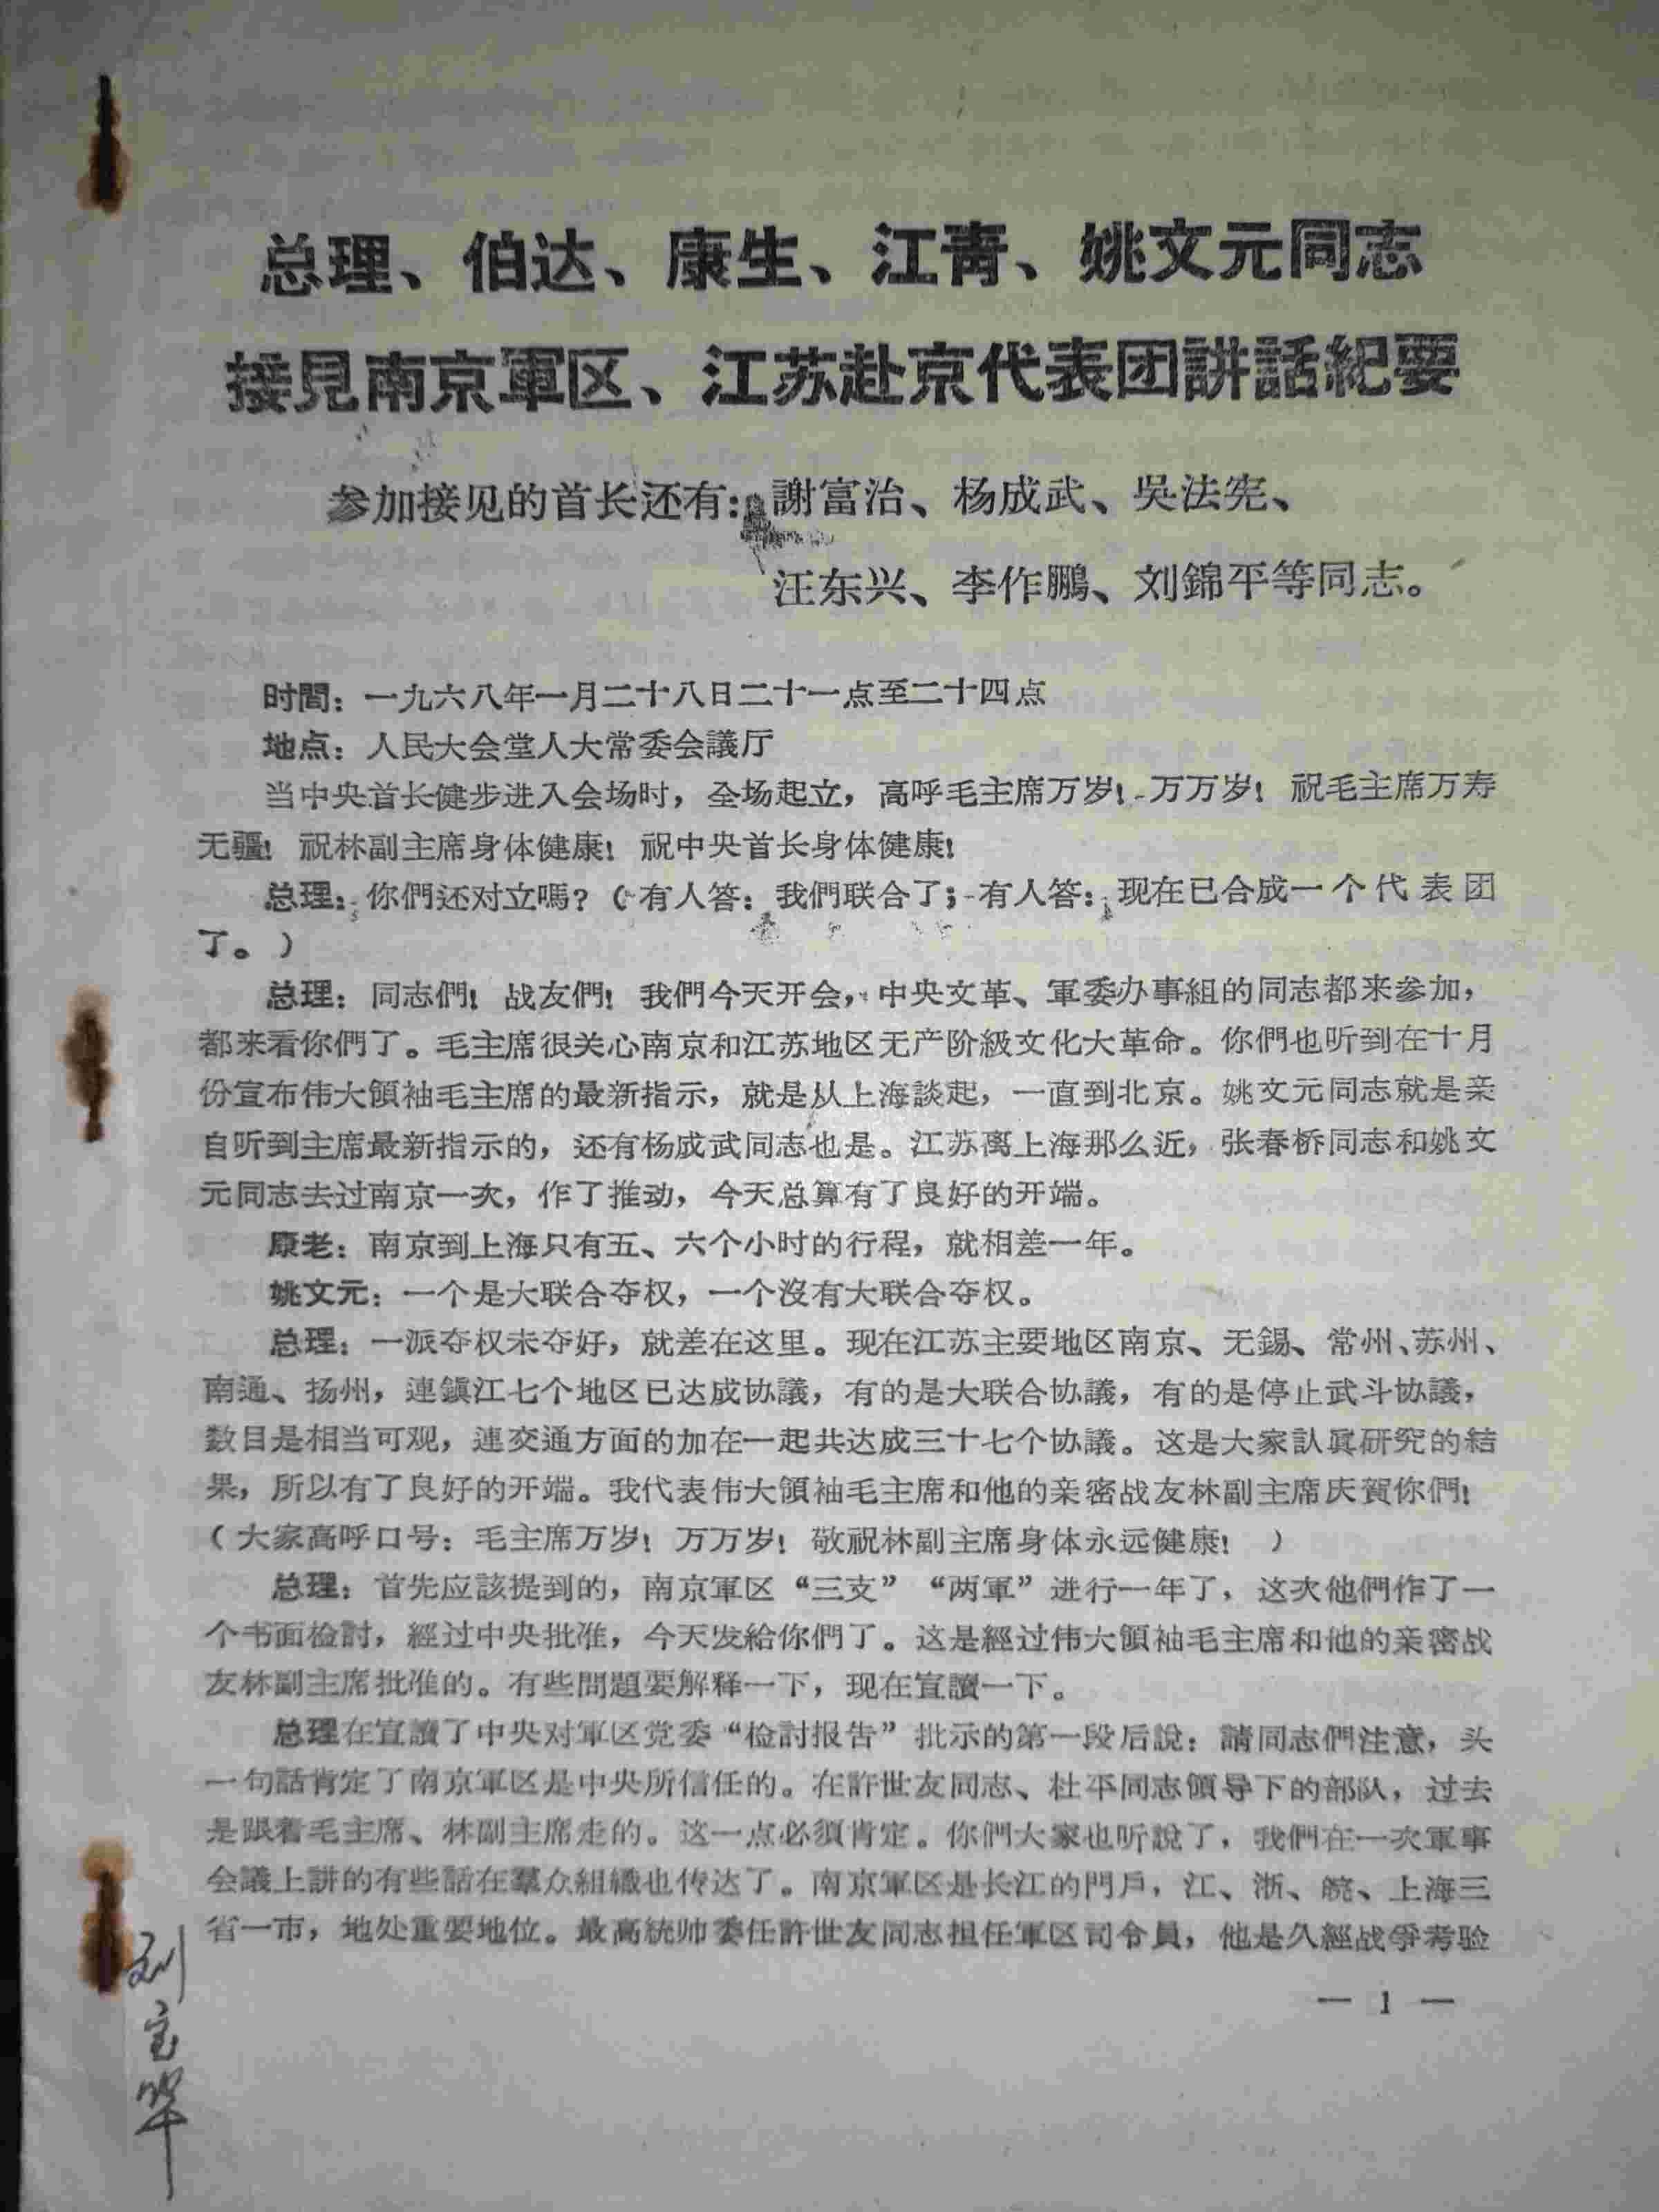 总理、伯达、康生、江青、姚文元同志
接見南京軍区、江苏赴京代表团講話紀要
参加接见的首长还有：謝富治、杨成武、吳法宪、
汪东兴、李作鵬、刘錦平等同志。
时間：一九六八年一月二十八日二十一点至二十四点
地点：人民大会堂人大常委会議厅
当中央首长健步进入会场时，全场起立，高呼毛主席万岁！万万岁！祝毛主席万寿
无疆！祝林副主席身体健康！祝中央首长身体健康！
总理：你們还对立嗎？（有人答：我們联合了；有人答：现在已合成一个代表团
了。）
总理：同志們！战友們！我們今天开会，中央文革、軍委办事組的同志都来参加，
都来看你們了。毛主席很关心南京和江苏地区无产阶級文化大革命。你們也听到在十月
份宣布伟大領袖毛主席的最新指示，就是从上海談起，一直到北京。姚文元同志就是亲
自听到主席最新指示的，还有杨成武同志也是。江苏离上海那么近，张春桥同志和姚文
元同志去过南京一次，作了推动，今天总算有了良好的开端。
康老：南京到上海只有五、六个小时的行程，就相差一年。
姚文元：一个是大联合夺权，一个沒有大联合夺权。
总理：一派夺权未夺好，就差在这里。现在江苏主要地区南京、无錫、常州、苏州、
南通、扬州，連鎭江七个地区已达成协議，有的是大联合协議，有的是停止武斗协議，
数目是相当可观，連交通方面的加在一起共达成三十七个协議。这是大家認眞研究的結
果，所以有了良好的开端。我代表伟大領袖毛主席和他的亲密战友林副主席庆賀你們！
（大家高呼口号：毛主席万岁！万万岁！敬祝林副主席身体永远健康！）
总理：首先应該提到的，南京軍区“三支”“两軍”进行一年了，这次他們作了一
个书面检討，經过中央批准，今天发給你們了。这是經过伟大領袖毛主席和他的亲密战
友林副主席批准的。有些問題要解释一下，现在宣讀一下。
总理在宣讀了中央对軍区党委“检討报告”批示的第一段后說：請同志們注意，头
一句話肯定了南京軍区是中央所信任的。在許世友同志、杜平同志領导下的部队，过去
是跟着毛主席、林副主席走的。这一点必須肯定。你們大家也听說了，我們在一次軍事
会議上讲的有些話在羣众組織也传达了。南京軍区是长江的門戶，江、浙、皖、上海三
省一市，地处重要地位。最高統帅委任許世友同志担任軍区司令員，他是久經战爭考验
— 1 —
刘宝华